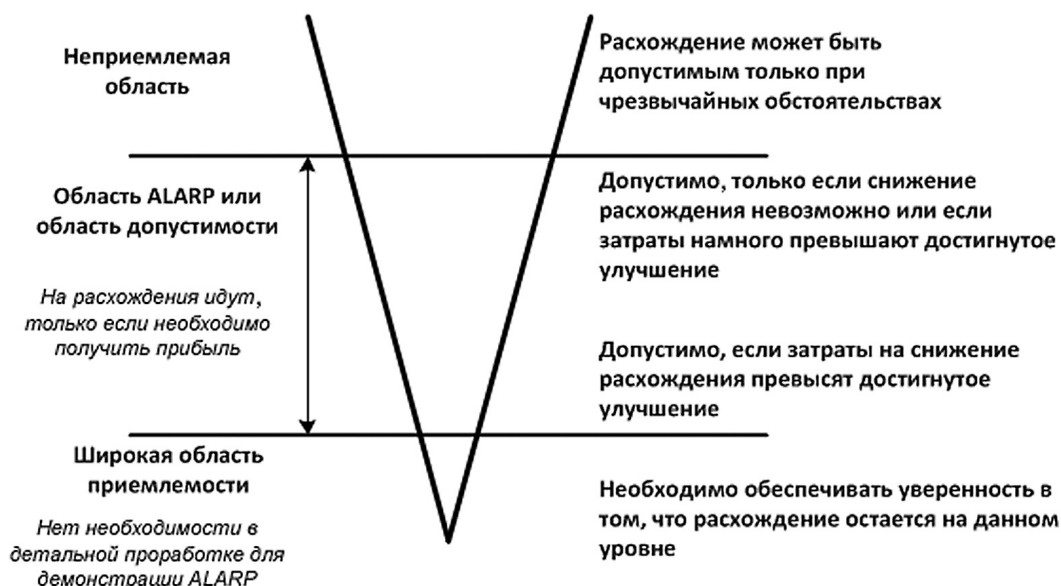 Неприемлемая
область
Расхождение может быть
допустимым только при
чрезвычайных обстоятельствах
Область ALARP или
область допустимости
На расхождения идут,
только если необходимо
получить прибыль
Допустимо, только если снижение
расхождения невозможно или если
затраты намного превышают достигнутое
улучшение
Допустимо, если затраты на снижение
расхождения превысят достигнутое
улучшение
Широкая область
приемлемости
Нет необходимости в
детальной проработке для
демонстрации ALARP
Необходимо обеспечивать уверенность в
том, что расхождение остается на данном
уровне